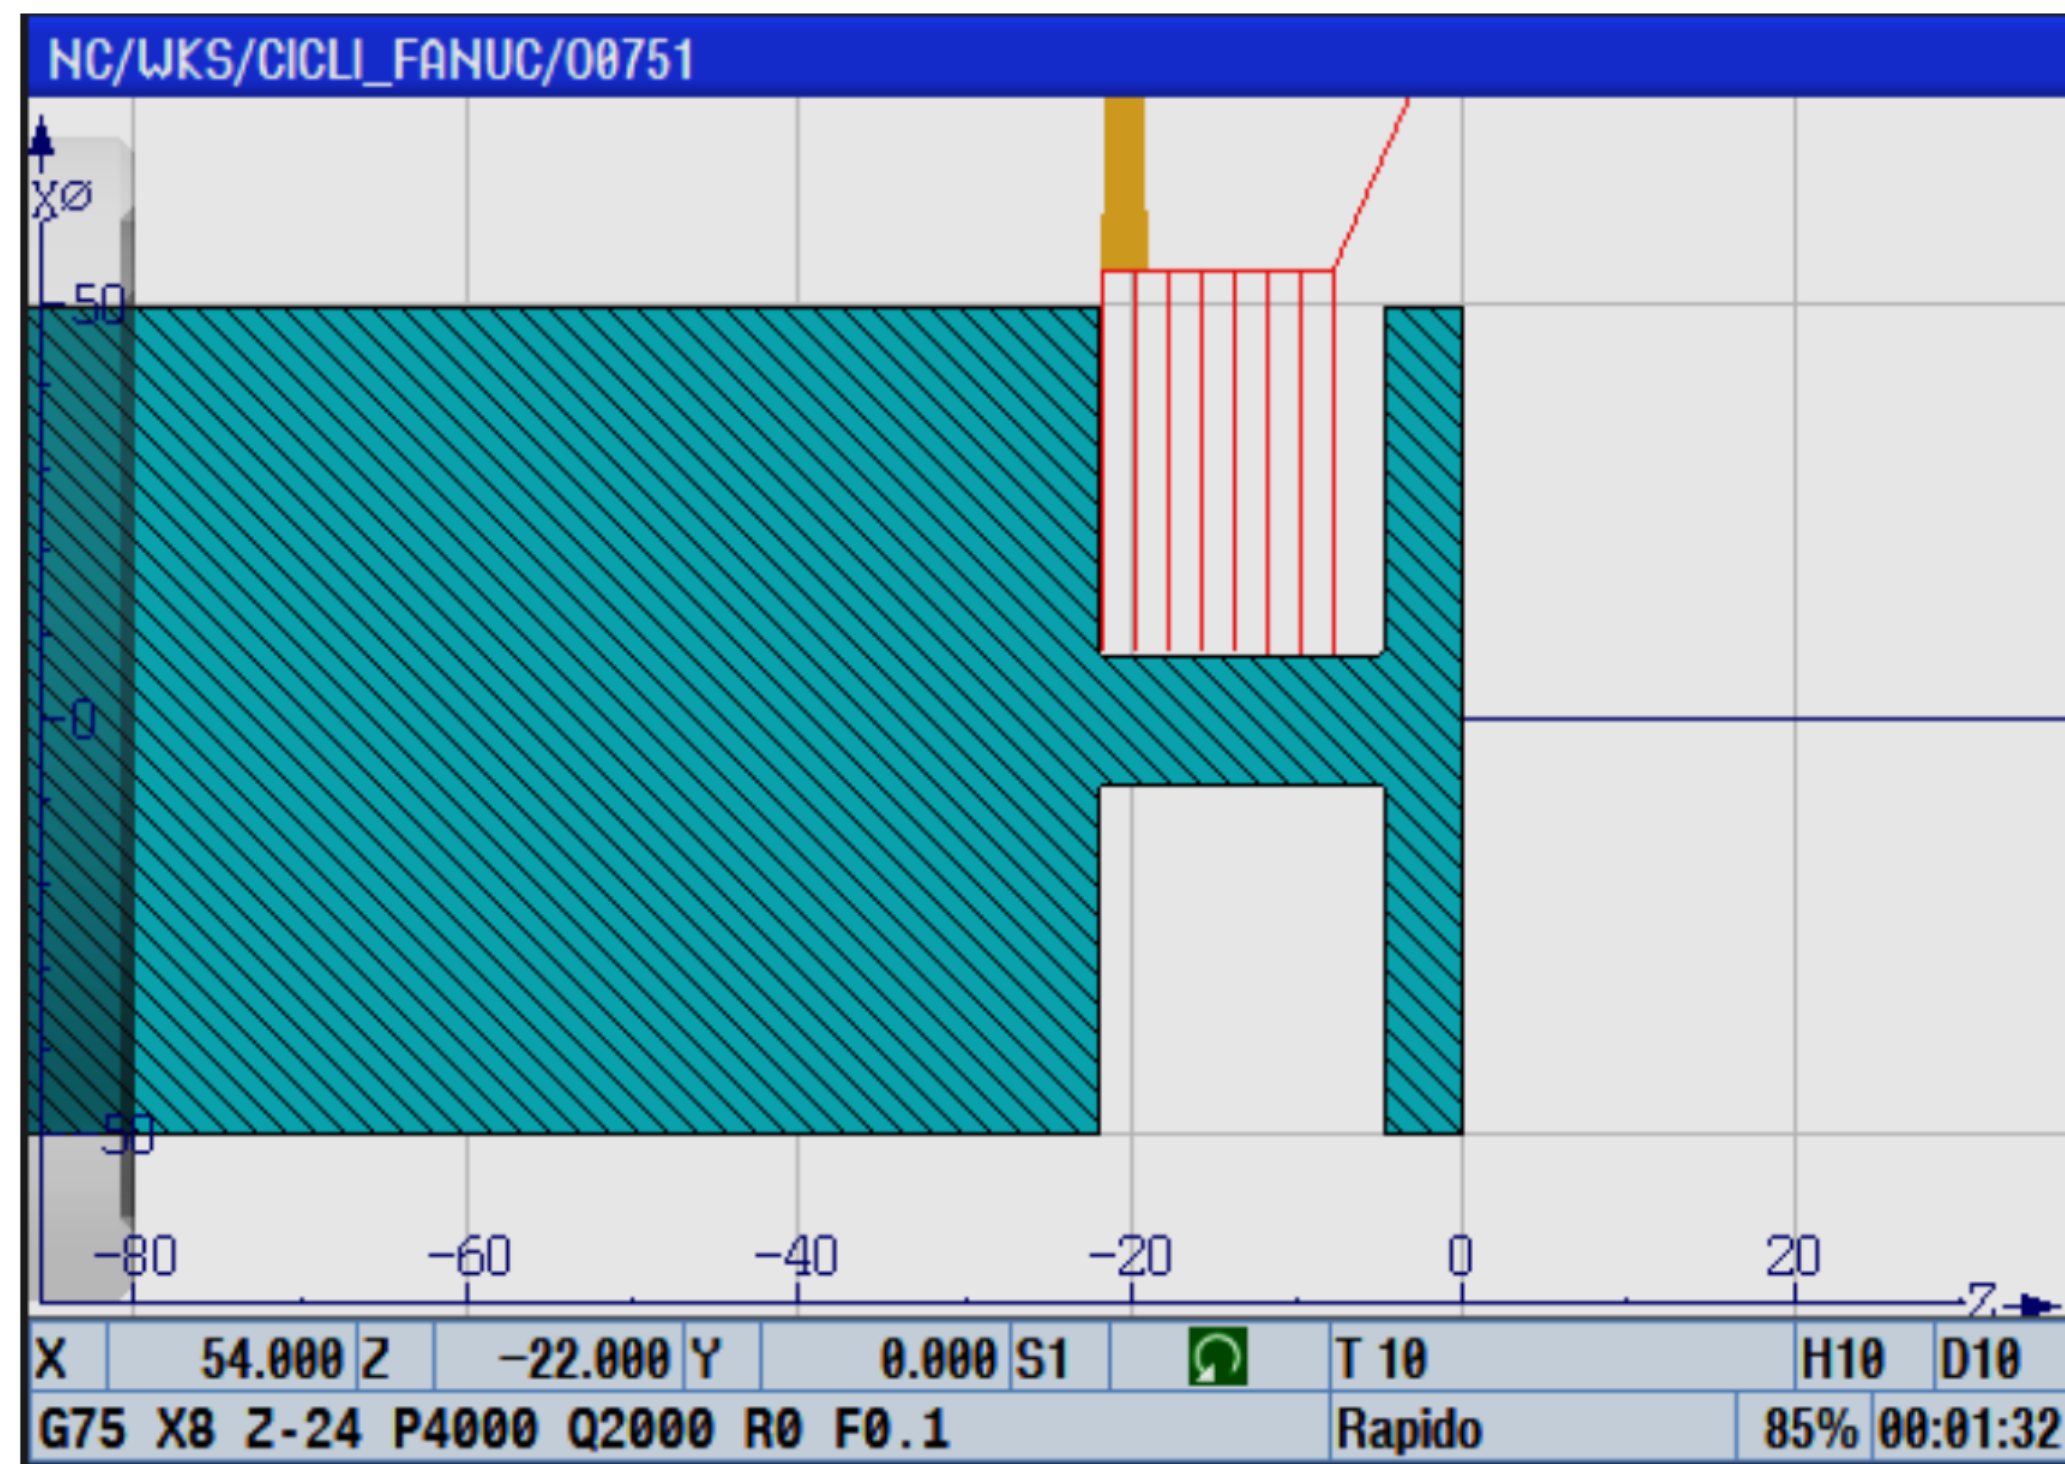 NC/WKS/CICLI_FANUC/O0751
XØ
50
0
50
-80 -60 -40 -20 0 20
Z
X 54.000 Z -22.000 Y 0.000 S1 T 10 H10 D10
G75 X8 Z-24 P4000 Q2000 R0 F0.1 Rapido 85% 00:01:32